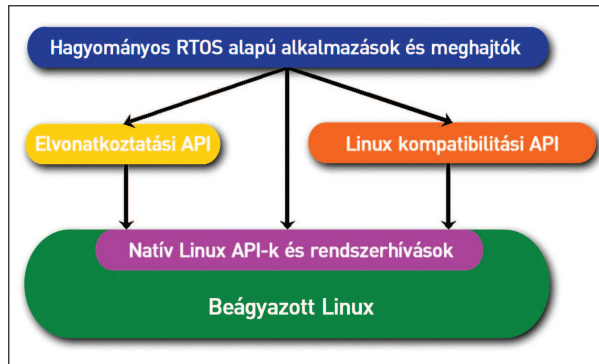 Hagyományos RTOS alapú alkalmazások és meghajtók
Elvonatkoztatási API
Linux kompatibilitási API
Natív Linux API-k és rendszerhívások
Beágyazott Linux